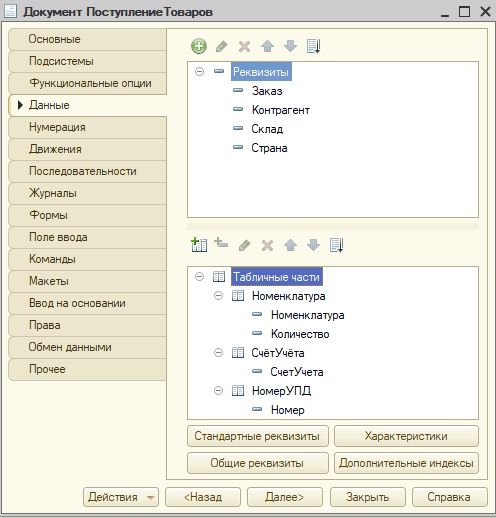 Документ ПоступлениеТоваров
Основные
Подсистемы
Функциональные опции
Данные
Нумерация
Движения
Последовательности
Журналы
Формы
Поле ввода
Команды
Макеты
Ввод на основании
Права
Обмен данными
Прочее
Реквизиты
Заказ
Контрагент
Склад
Страна
Табличные части
Номенклатура
Номенклатура
Количество
СчётУчёта
СчетУчета
НомерУПД
Номер
Стандартные реквизиты
Характеристики
Общие реквизиты
Дополнительные индексы
Действия
<Назад
Далее>
Закрыть
Справка